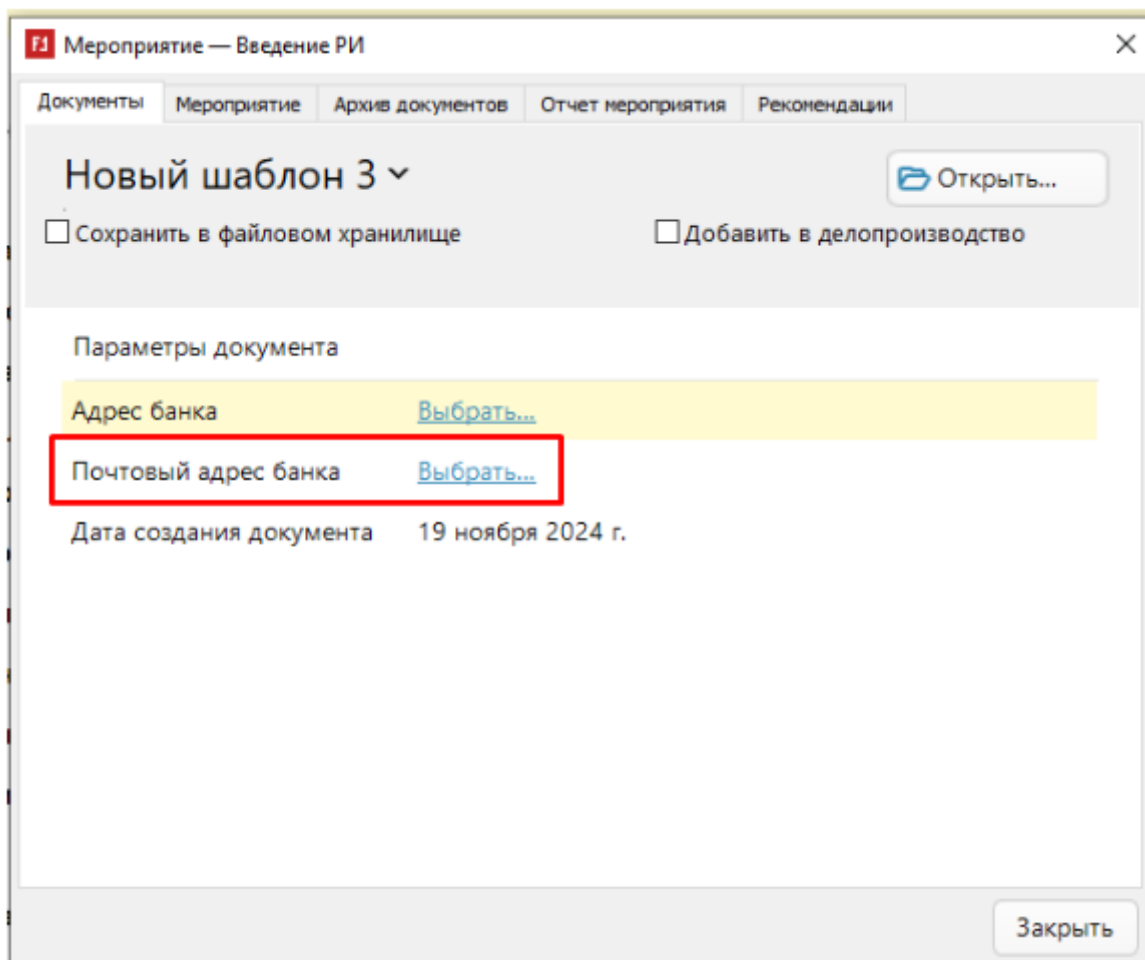 F1 Мероприятие — Введение РИ
Документы Мероприятие Архив документов Отчет мероприятия Рекомендации
Новый шаблон 3 Открыть...
Сохранить в файловом хранилище Добавить в делопроизводство
Параметры документа
Адрес банка Выбрать...
Почтовый адрес банка Выбрать...
Дата создания документа 19 ноября 2024 г.
Закрыть